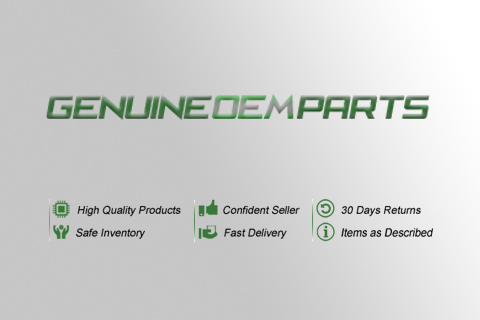 GENUINEOEMPARTS
High Quality Products
Confident Seller
30 Days Returns
Safe Inventory
Fast Delivery
Items as Described